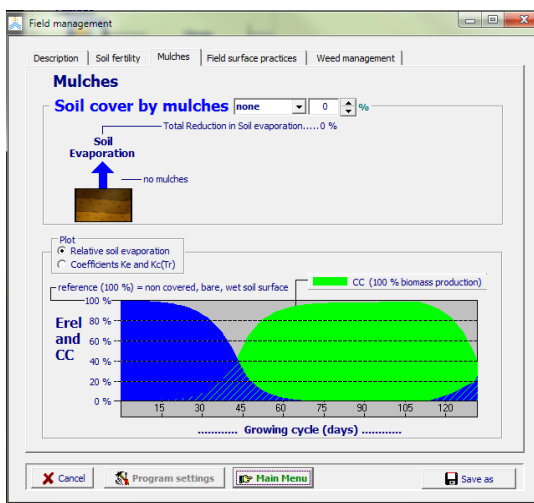 Field management
Description Soil fertility Mulches Field surface practices Weed management
Mulches
Soil cover by mulches none 0 %
Total Reduction in Soil evaporation.....0 %
Soil
Evaporation
no mulches
Plot
Relative soil evaporation
Coefficients Ke and Kc(Tr)
CC (100 % biomass production)
reference (100 %) = non covered, bare, wet soil surface
Erel
and
CC
100 %
80 %
60 %
40 %
20 %
0 %
15 30 45 60 75 90 105 120
............ Growing cycle (days) ............
Cancel Program settings Main Menu Save as